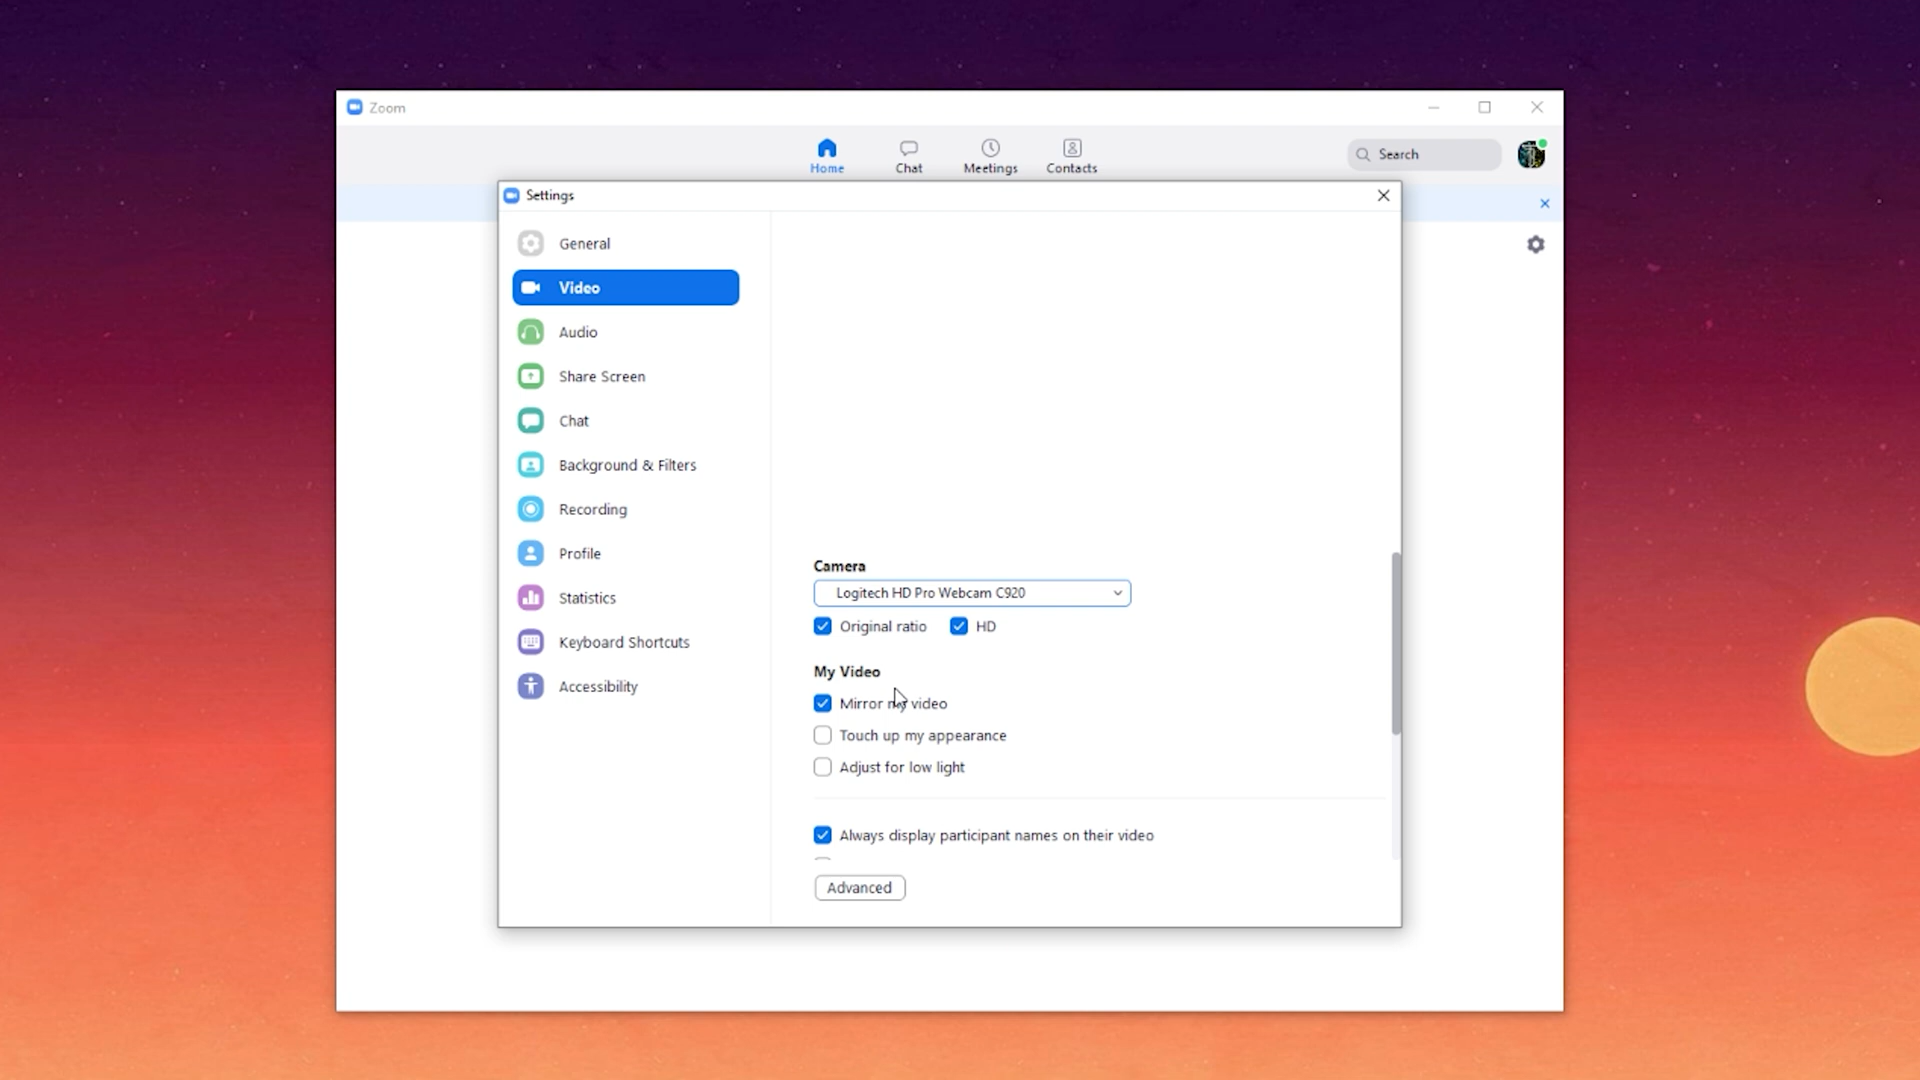 Zoom
Home
Chat
Meetings
Contacts
Search
Settings
General
Video
Audio
Share Screen
Chat
Background & Filters
Recording
Profile
Statistics
Keyboard Shortcuts
Accessibility
Camera
Logitech HD Pro Webcam C920
Original ratio HD
My Video
Mirror my video
Touch up my appearance
Adjust for low light
Always display participant names on their video
Advanced